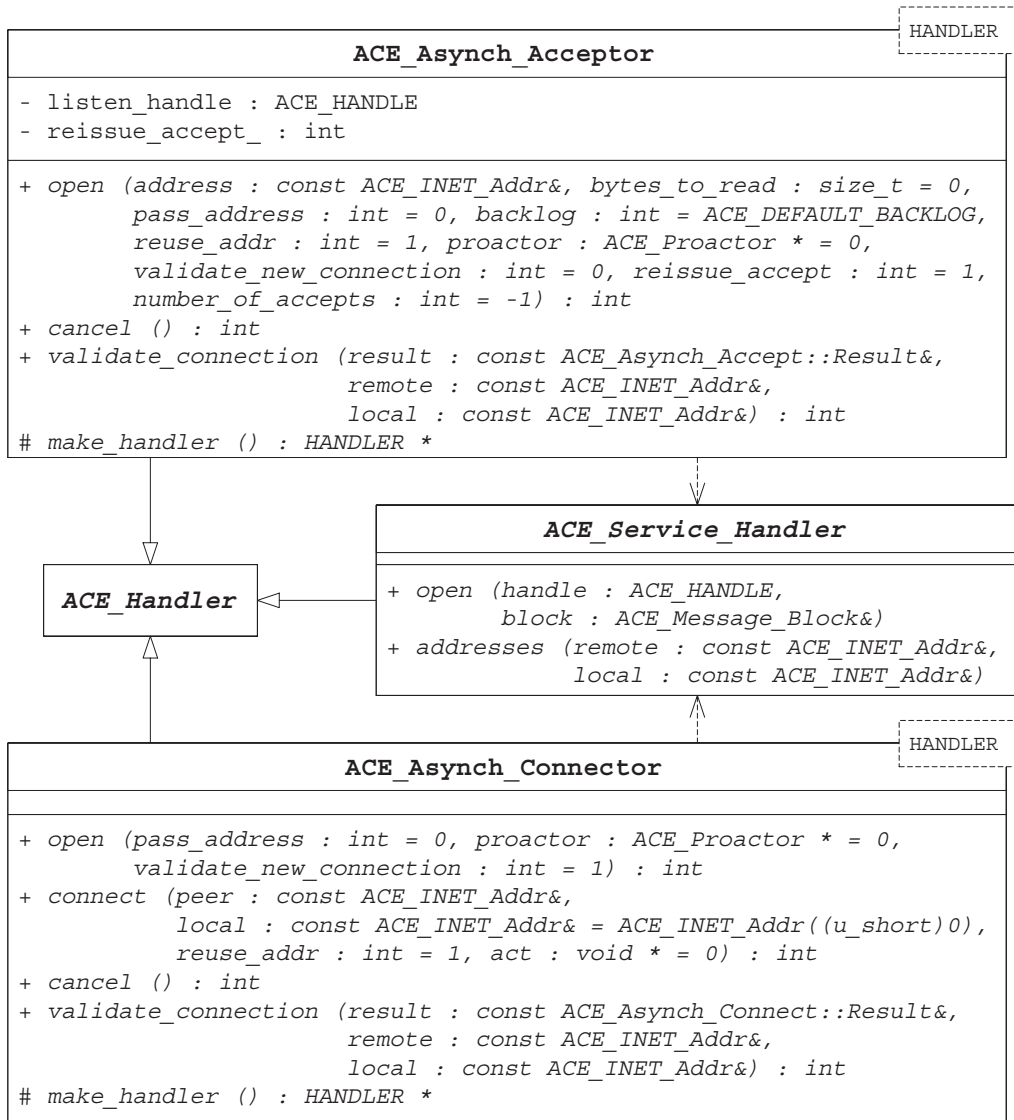 HANDLER
ACE_Asynch_Acceptor
- listen_handle : ACE_HANDLE
- reissue_accept_ : int
+ open (address : const ACE_INET_Addr&, bytes_to_read : size_t = 0,
pass_address : int = 0, backlog : int = ACE_DEFAULT_BACKLOG,
reuse_addr : int = 1, proactor : ACE_Proactor * = 0,
validate_new_connection : int = 0, reissue_accept : int = 1,
number_of_accepts : int = -1) : int
+ cancel () : int
+ validate_connection (result : const ACE_Asynch_Accept::Result&,
remote : const ACE_INET_Addr&,
local : const ACE_INET_Addr&) : int
# make_handler () : HANDLER *
ACE_Service_Handler
+ open (handle : ACE_HANDLE,
block : ACE_Message_Block&)
+ addresses (remote : const ACE_INET_Addr&,
local : const ACE_INET_Addr&)
ACE_Handler
HANDLER
ACE_Asynch_Connector
+ open (pass_address : int = 0, proactor : ACE_Proactor * = 0,
validate_new_connection : int = 1) : int
+ connect (peer : const ACE_INET_Addr&,
local : const ACE_INET_Addr& = ACE_INET_Addr((u_short)0),
reuse_addr : int = 1, act : void * = 0) : int
+ cancel () : int
+ validate_connection (result : const ACE_Asynch_Connect::Result&,
remote : const ACE_INET_Addr&,
local : const ACE_INET_Addr&) : int
# make_handler () : HANDLER *